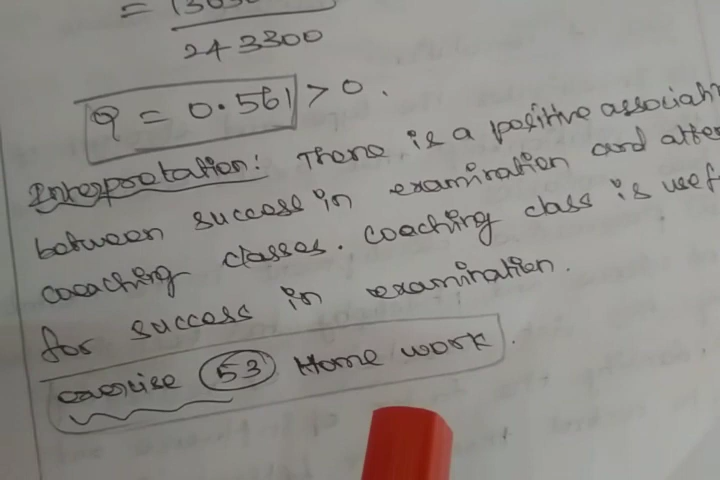 =
243300
Q = 0.561 > 0.
Interpretation: There is a positive
between success in examination and
coaching classes. coaching class is
for success in examination.
exercise 53 Home work.